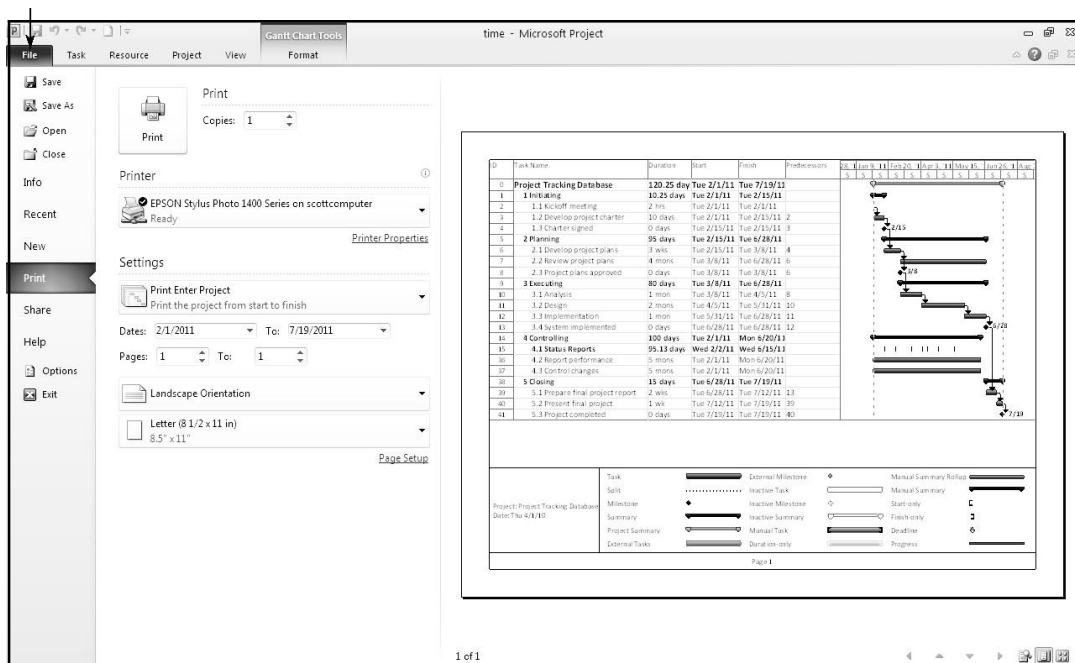 time - Microsoft Project
Gantt Chart Tools
File Task Resource Project View Format
Save
Save As
Open
Close
Info
Recent
New
Print
Share
Help
Options
Exit
Print
Print
Copies: 1
Printer
EPSON Stylus Photo 1400 Series on scottcomputer
Ready
Printer Properties
Settings
Print Enter Project
Print the project from start to finish
Dates: 2/1/2011 To: 7/19/2011
Pages: 1 To: 1
Landscape Orientation
Letter (8 1/2 x 11 in)
8.5" x 11"
Page Setup
ID Task Name Duration Start Finish Predecessors
28, '1 Jan 9, '11 Feb 20, '1 Apr 3, '11 May 15, Jun 26, '1 Aug
S S S S S S S S S S S
0 Project Tracking Database 120.25 day Tue 2/1/11 Tue 7/19/11
1 1 Initiating 10.25 days Tue 2/1/11 Tue 2/15/11
2 1.1 Kickoff meeting 2 hrs Tue 2/1/11 Tue 2/1/11
3 1.2 Develop project charter 10 days Tue 2/1/11 Tue 2/15/11 2
4 1.3 Charter signed 0 days Tue 2/15/11 Tue 2/15/11 3 2/15
5 2 Planning 95 days Tue 2/15/11 Tue 6/28/11
6 2.1 Develop project plans 3 wks Tue 2/15/11 Tue 3/8/11 4
7 2.2 Review project plans 4 mons Tue 3/8/11 Tue 6/28/11 6
8 2.3 Project plans approved 0 days Tue 3/8/11 Tue 3/8/11 6 3/8
9 3 Executing 80 days Tue 3/8/11 Tue 6/28/11
10 3.1 Analysis 1 mon Tue 3/8/11 Tue 4/5/11 8
11 3.2 Design 2 mons Tue 4/5/11 Tue 5/31/11 10
12 3.3 Implementation 1 mon Tue 5/31/11 Tue 6/28/11 11
13 3.4 System implemented 0 days Tue 6/28/11 Tue 6/28/11 12 6/28
14 4 Controlling 100 days Tue 2/1/11 Mon 6/20/11
15 4.1 Status Reports 95.13 days Wed 2/2/11 Wed 6/15/11
36 4.2 Report performance 5 mons Tue 2/1/11 Mon 6/20/11
37 4.3 Control changes 5 mons Tue 2/1/11 Mon 6/20/11
38 5 Closing 15 days Tue 6/28/11 Tue 7/19/11
39 5.1 Prepare final project report 2 wks Tue 6/28/11 Tue 7/12/11 13
40 5.2 Present final project 1 wk Tue 7/12/11 Tue 7/19/11 39
41 5.3 Project completed 0 days Tue 7/19/11 Tue 7/19/11 40 7/19
Project: Project Tracking Database
Date: Thu 4/1/10
Task External Milestone Manual Summary Rollup
Split Inactive Task Manual Summary
Milestone Inactive Milestone Start-only
Summary Inactive Summary Finish-only
Project Summary Manual Task Deadline
External Tasks Duration-only Progress
Page 1
1 of 1